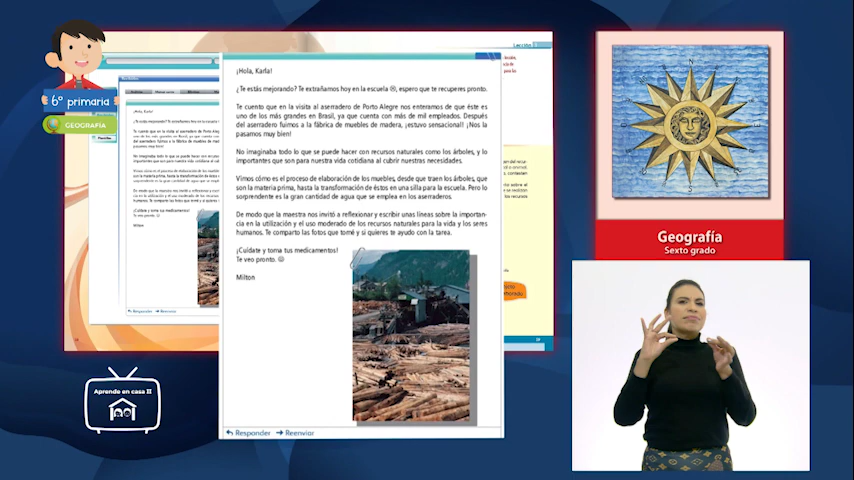 6° primaria
GEOGRAFÍA
Lección
¡Hola, Karla!
¿Te estás mejorando? Te extrañamos hoy en la escuela ☹, espero que te recuperes pronto.
Te cuento que en la visita al aserradero de Porto Alegre nos enteramos de que éste es
uno de los más grandes en Brasil, ya que cuenta con más de mil empleados. Después
del aserradero fuimos a la fábrica de muebles de madera, ¡estuvo sensacional! ¡Nos la
pasamos muy bien!
No imaginaba todo lo que se puede hacer con recursos naturales como los árboles, y lo
importantes que son para nuestra vida cotidiana al cubrir nuestras necesidades.
Vimos cómo es el proceso de elaboración de los muebles, desde que traen los árboles, que
son la materia prima, hasta la transformación de éstos en una silla para la escuela. Pero lo
sorprendente es la gran cantidad de agua que se emplea en los aserraderos.
De modo que la maestra nos invitó a reflexionar y escribir unas líneas sobre la importan-
cia en la utilización y el uso moderado de los recursos naturales para la vida y los seres
humanos. Te comparto las fotos que tomé y si quieres te ayudo con la tarea.
¡Cuídate y toma tus medicamentos!
Te veo pronto. ☺
Milton
Responder Reenviar
Geografía
Sexto grado
Aprende en casa II